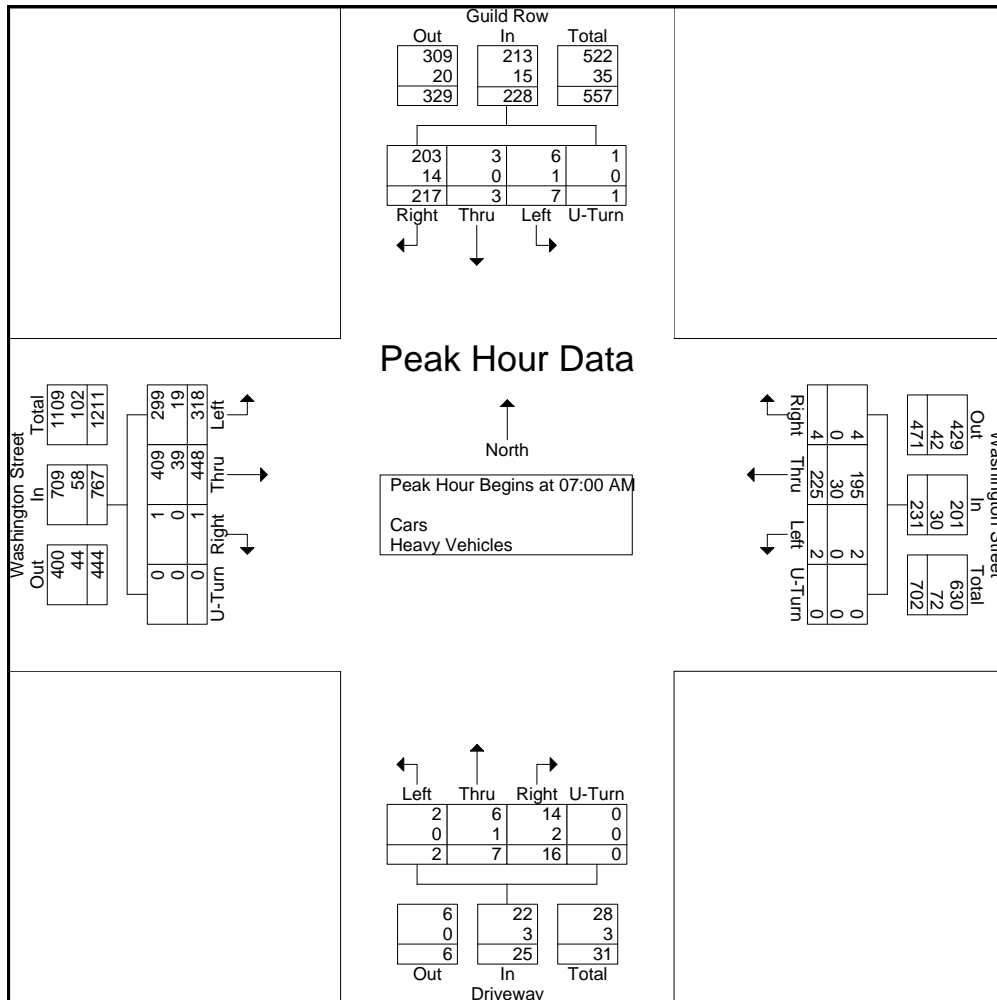 Guild Row
Out In Total
309 213 522
20 15 35
329 228 557
203 3 6 1
14 0 1 0
217 3 7 1
Right Thru Left U-Turn
Peak Hour Data
North
Peak Hour Begins at 07:00 AM
Cars
Heavy Vehicles
Washington Street
Total In Out
1109 709 400
102 58 44
1211 767 444
299 409 1 0
19 39 0 0
318 448 1 0
Left Thru Right U-Turn
Washington Street
Out In Total
429 201 630
42 30 72
471 231 702
4 195 2 0
0 30 0 0
4 225 2 0
Right Thru Left U-Turn
Left Thru Right U-Turn
2 6 14 0
0 1 2 0
2 7 16 0
6 22 28
0 3 3
6 25 31
Out In Total
Driveway